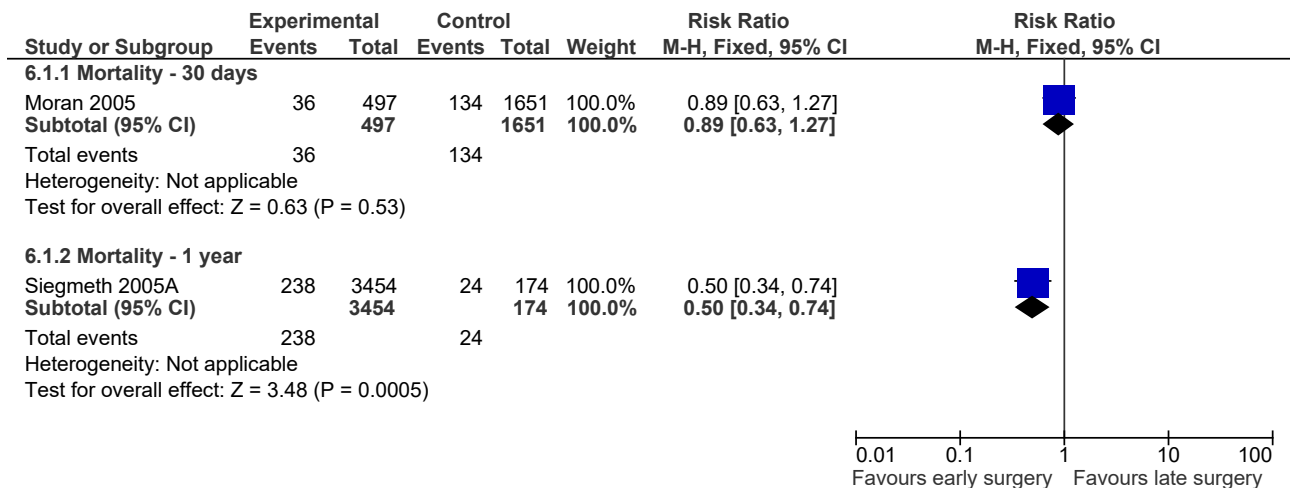 Experimental Control Risk Ratio Risk Ratio
Study or Subgroup Events Total Events Total Weight M-H, Fixed, 95% CI M-H, Fixed, 95% CI
6.1.1 Mortality - 30 days
Moran 2005 36 497 134 1651 100.0% 0.89 [0.63, 1.27]
Subtotal (95% CI) 497 1651 100.0% 0.89 [0.63, 1.27]
Total events 36 134
Heterogeneity: Not applicable
Test for overall effect: Z = 0.63 (P = 0.53)
6.1.2 Mortality - 1 year
Siegmeth 2005A 238 3454 24 174 100.0% 0.50 [0.34, 0.74]
Subtotal (95% CI) 3454 174 100.0% 0.50 [0.34, 0.74]
Total events 238 24
Heterogeneity: Not applicable
Test for overall effect: Z = 3.48 (P = 0.0005)
0.01 0.1 1 10 100
Favours early surgery Favours late surgery